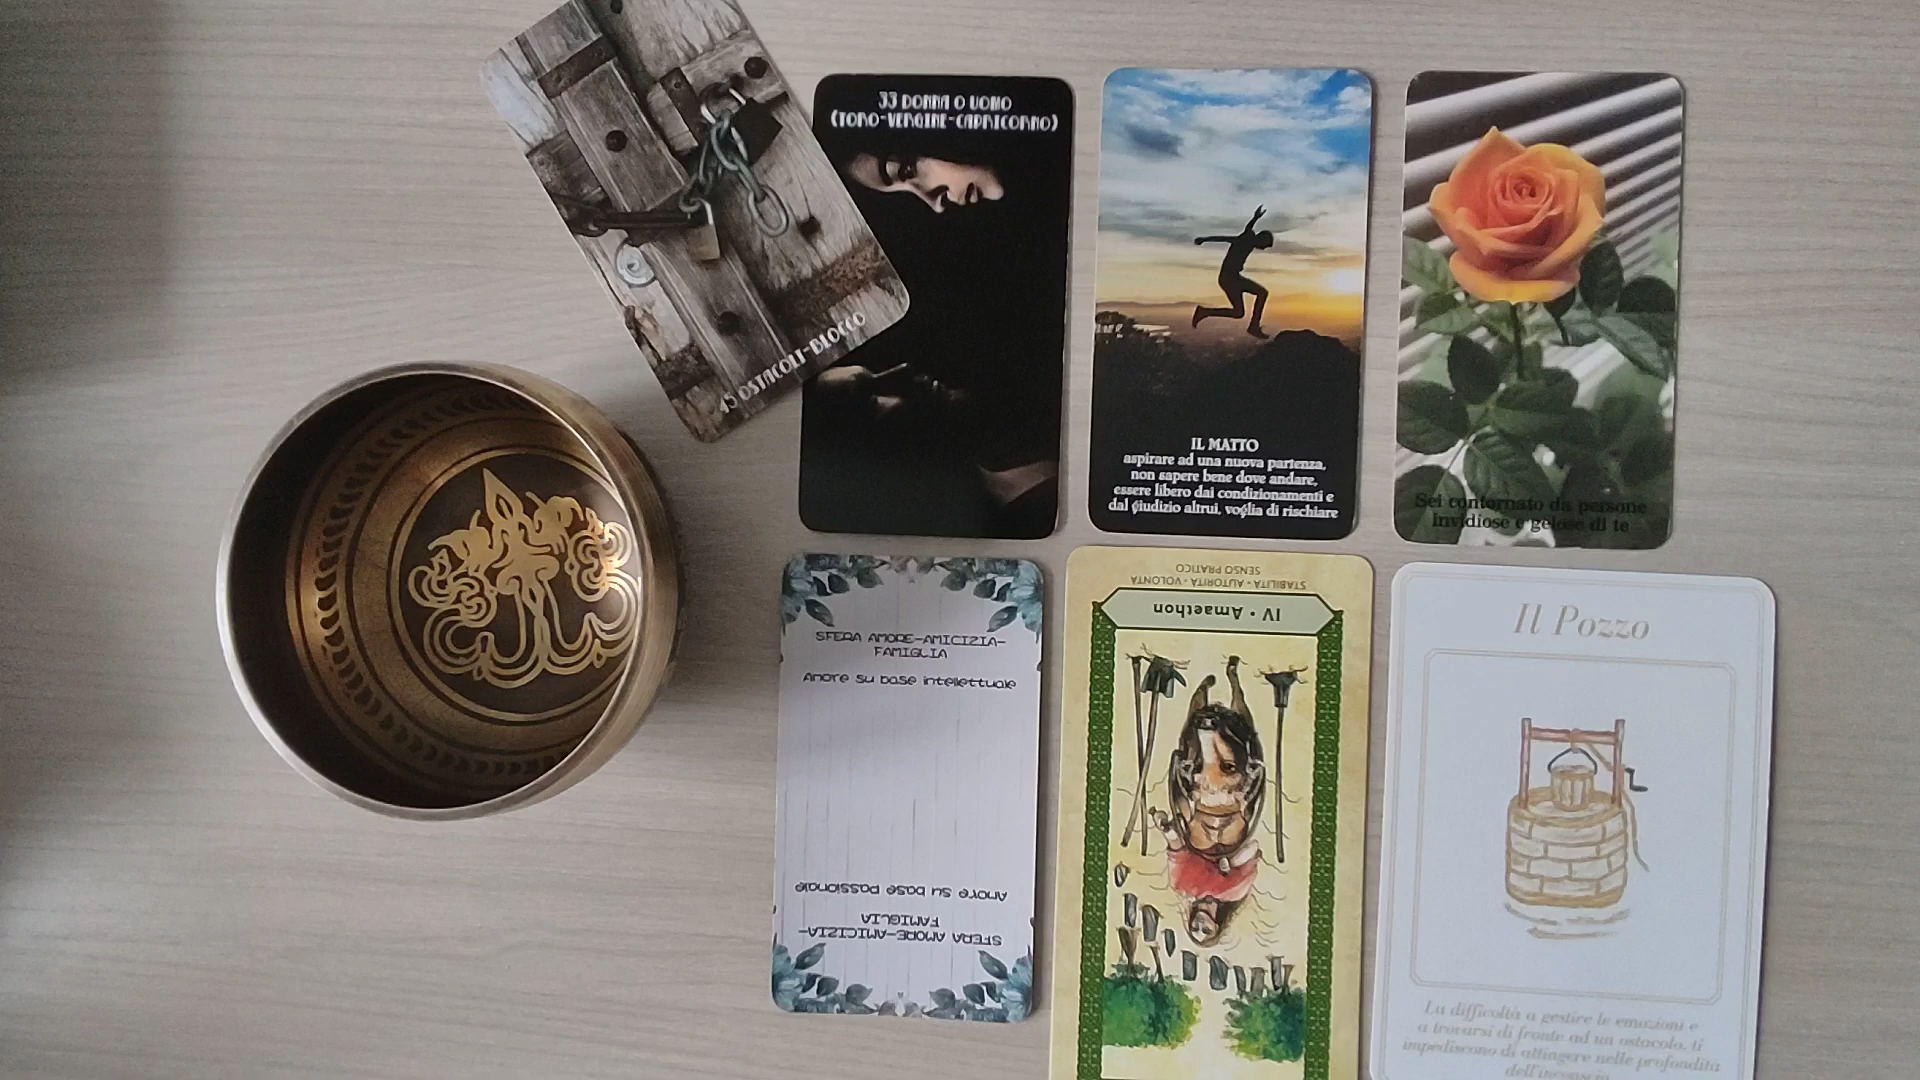 45 OSTACOLI-BLOCCO
33 DONNA O UOMO
(TORO-VERGINE-CAPRICORNO)
IL MATTO
aspirare ad una nuova partenza,
non sapere bene dove andare,
essere libero dai condizionamenti e
dal giudizio altrui, voglia di rischiare
Sei contornato da persone
invidiose e gelose di te
SFERA AMORE-AMICIZIA-
FAMIGLIA
Amore su base intellettuale
SFERA AMORE-AMICIZIA-
FAMIGLIA
Amore su base passionale
IV • Amaethon
STABILITÀ • AUTORITÀ • VOLONTÀ
SENSO PRATICO
Il Pozzo
La difficoltà a gestire le emozioni e
a trovarsi di fronte ad un ostacolo, ti
impediscono di attingere nelle profondità
dell'inconscio